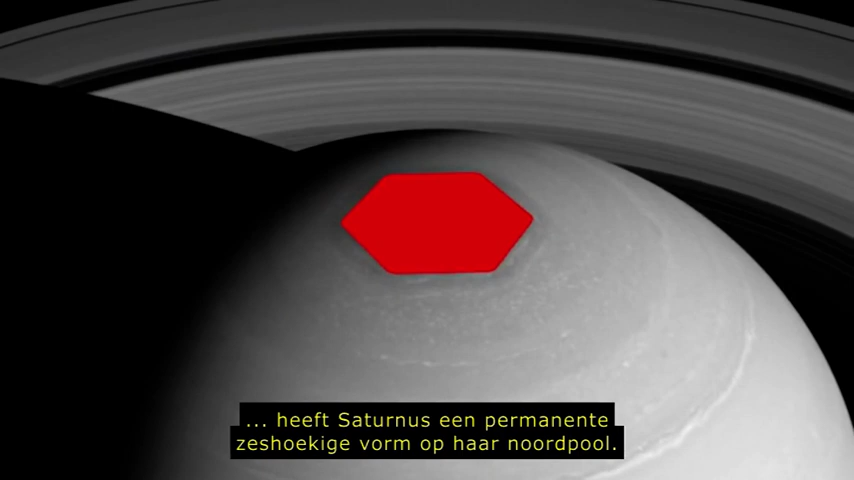 ... heeft Saturnus een permanente
zeshoekige vorm op haar noordpool.